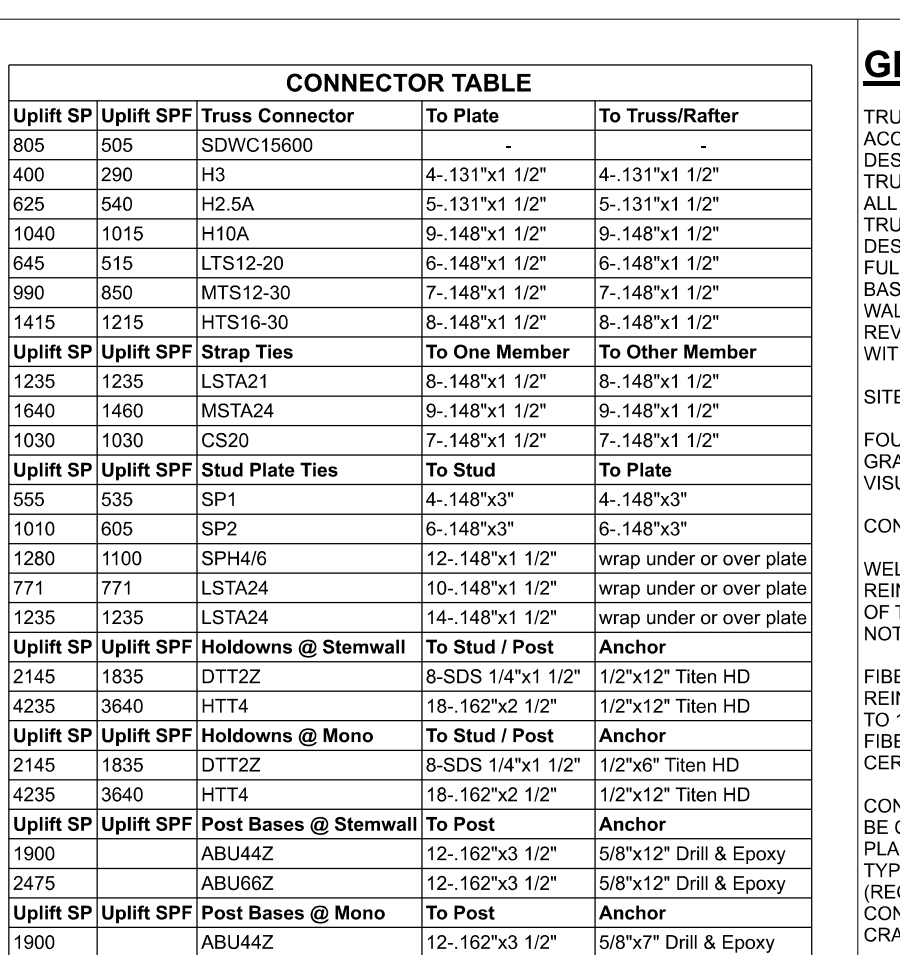 CONNECTOR TABLE
Uplift SP Uplift SPF Truss Connector To Plate To Truss/Rafter
805 505 SDWC15600 - -
400 290 H3 4-.131"x1 1/2" 4-.131"x1 1/2"
625 540 H2.5A 5-.131"x1 1/2" 5-.131"x1 1/2"
1040 1015 H10A 9-.148"x1 1/2" 9-.148"x1 1/2"
645 515 LTS12-20 6-.148"x1 1/2" 6-.148"x1 1/2"
990 850 MTS12-30 7-.148"x1 1/2" 7-.148"x1 1/2"
1415 1215 HTS16-30 8-.148"x1 1/2" 8-.148"x1 1/2"
Uplift SP Uplift SPF Strap Ties To One Member To Other Member
1235 1235 LSTA21 8-.148"x1 1/2" 8-.148"x1 1/2"
1640 1460 MSTA24 9-.148"x1 1/2" 9-.148"x1 1/2"
1030 1030 CS20 7-.148"x1 1/2" 7-.148"x1 1/2"
Uplift SP Uplift SPF Stud Plate Ties To Stud To Plate
555 535 SP1 4-.148"x3" 4-.148"x3"
1010 605 SP2 6-.148"x3" 6-.148"x3"
1280 1100 SPH4/6 12-.148"x1 1/2" wrap under or over plate
771 771 LSTA24 10-.148"x1 1/2" wrap under or over plate
1235 1235 LSTA24 14-.148"x1 1/2" wrap under or over plate
Uplift SP Uplift SPF Holdowns @ Stemwall To Stud / Post Anchor
2145 1835 DTT2Z 8-SDS 1/4"x1 1/2" 1/2"x12" Titen HD
4235 3640 HTT4 18-.162"x2 1/2" 1/2"x12" Titen HD
Uplift SP Uplift SPF Holdowns @ Mono To Stud / Post Anchor
2145 1835 DTT2Z 8-SDS 1/4"x1 1/2" 1/2"x6" Titen HD
4235 3640 HTT4 18-.162"x2 1/2" 1/2"x12" Titen HD
Uplift SP Uplift SPF Post Bases @ Stemwall To Post Anchor
1900 ABU44Z 12-.162"x3 1/2" 5/8"x12" Drill & Epoxy
2475 ABU66Z 12-.162"x3 1/2" 5/8"x12" Drill & Epoxy
Uplift SP Uplift SPF Post Bases @ Mono To Post Anchor
1900 ABU44Z 12-.162"x3 1/2" 5/8"x7" Drill & Epoxy
ALL